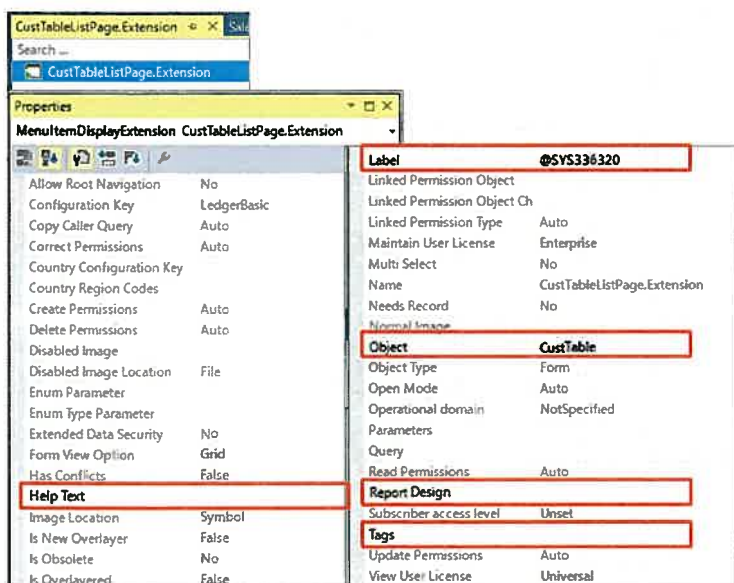 CustTableListPage.Extension
Search ...
CustTableListPage.Extension
Properties
MenuItemDisplayExtension CustTableListPage.Extension
Allow Root Navigation No
Configuration Key LedgerBasic
Copy Caller Query Auto
Correct Permissions Auto
Country Configuration Key
Country Region Codes
Create Permissions Auto
Delete Permissions Auto
Disabled Image
Disabled Image Location File
Enum Parameter
Enum Type Parameter
Extended Data Security No
Form View Option Grid
Has Conflicts False
Help Text
Image Location Symbol
Is New Overlayer False
Is Obsolete No
Is Overlayered False
Label @SYS336320
Linked Permission Object
Linked Permission Object Ch
Linked Permission Type Auto
Maintain User License Enterprise
Multi Select No
Name CustTableListPage.Extension
Needs Record No
Normal Image
Object CustTable
Object Type Form
Open Mode Auto
Operational domain NotSpecified
Parameters
Query
Read Permissions Auto
Report Design
Subscriber access level Unset
Tags
Update Permissions Auto
View User License Universal